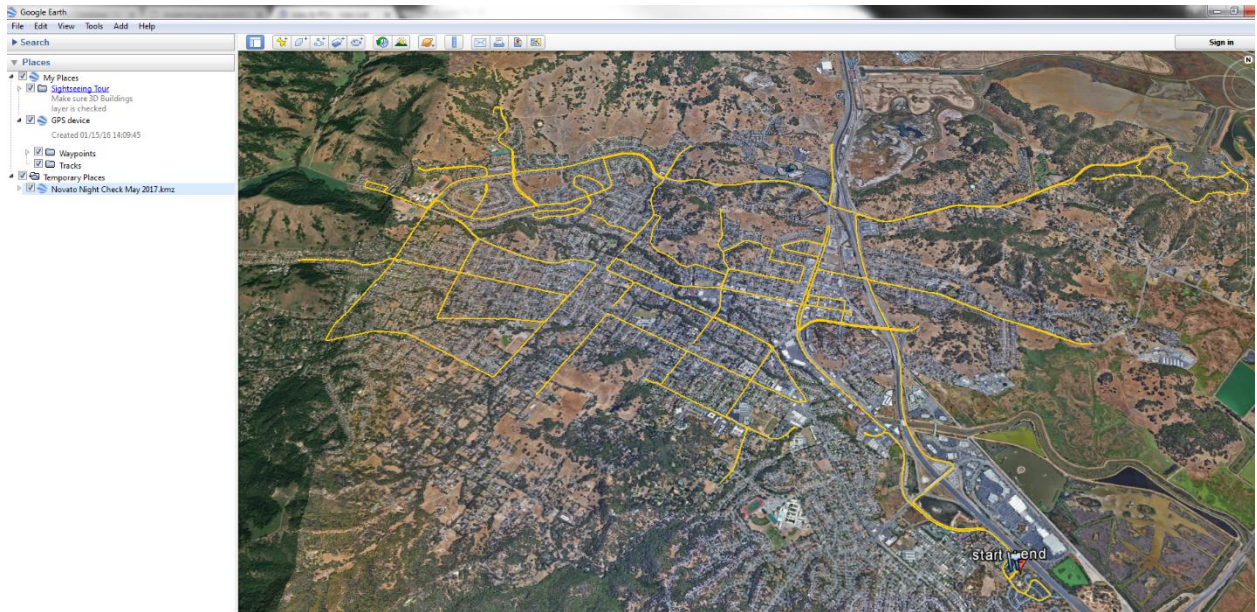 Google Earth
File Edit View Tools Add Help
Search
Sign in
Places
My Places
Sightseeing Tour
Make sure 3D Buildings
layer is checked
GPS device
Created 01/15/16 14:09:45
Waypoints
Tracks
Temporary Places
Novato Night Check May 2017.kmz
N
start end